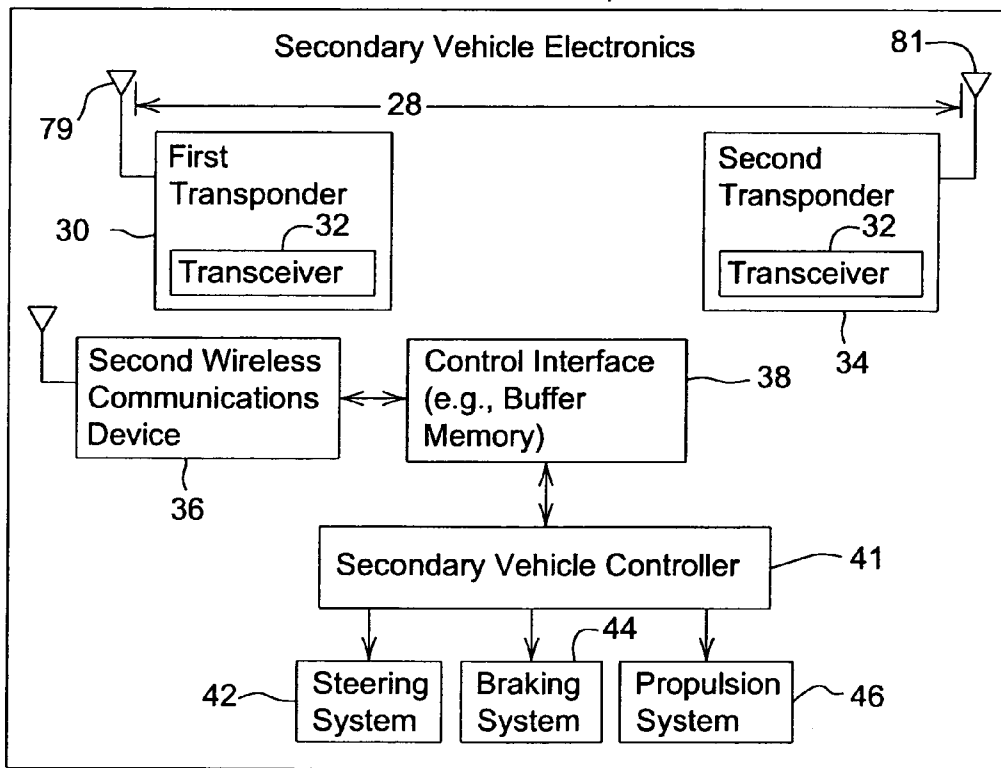 Secondary Vehicle Electronics
81
79
28
First
Transponder
32
Transceiver
30
Second
Transponder
32
Transceiver
34
Second Wireless
Communications
Device
36
Control Interface
(e.g., Buffer
Memory)
38
Secondary Vehicle Controller
41
44
42
Steering
System
Braking
System
Propulsion
System
46